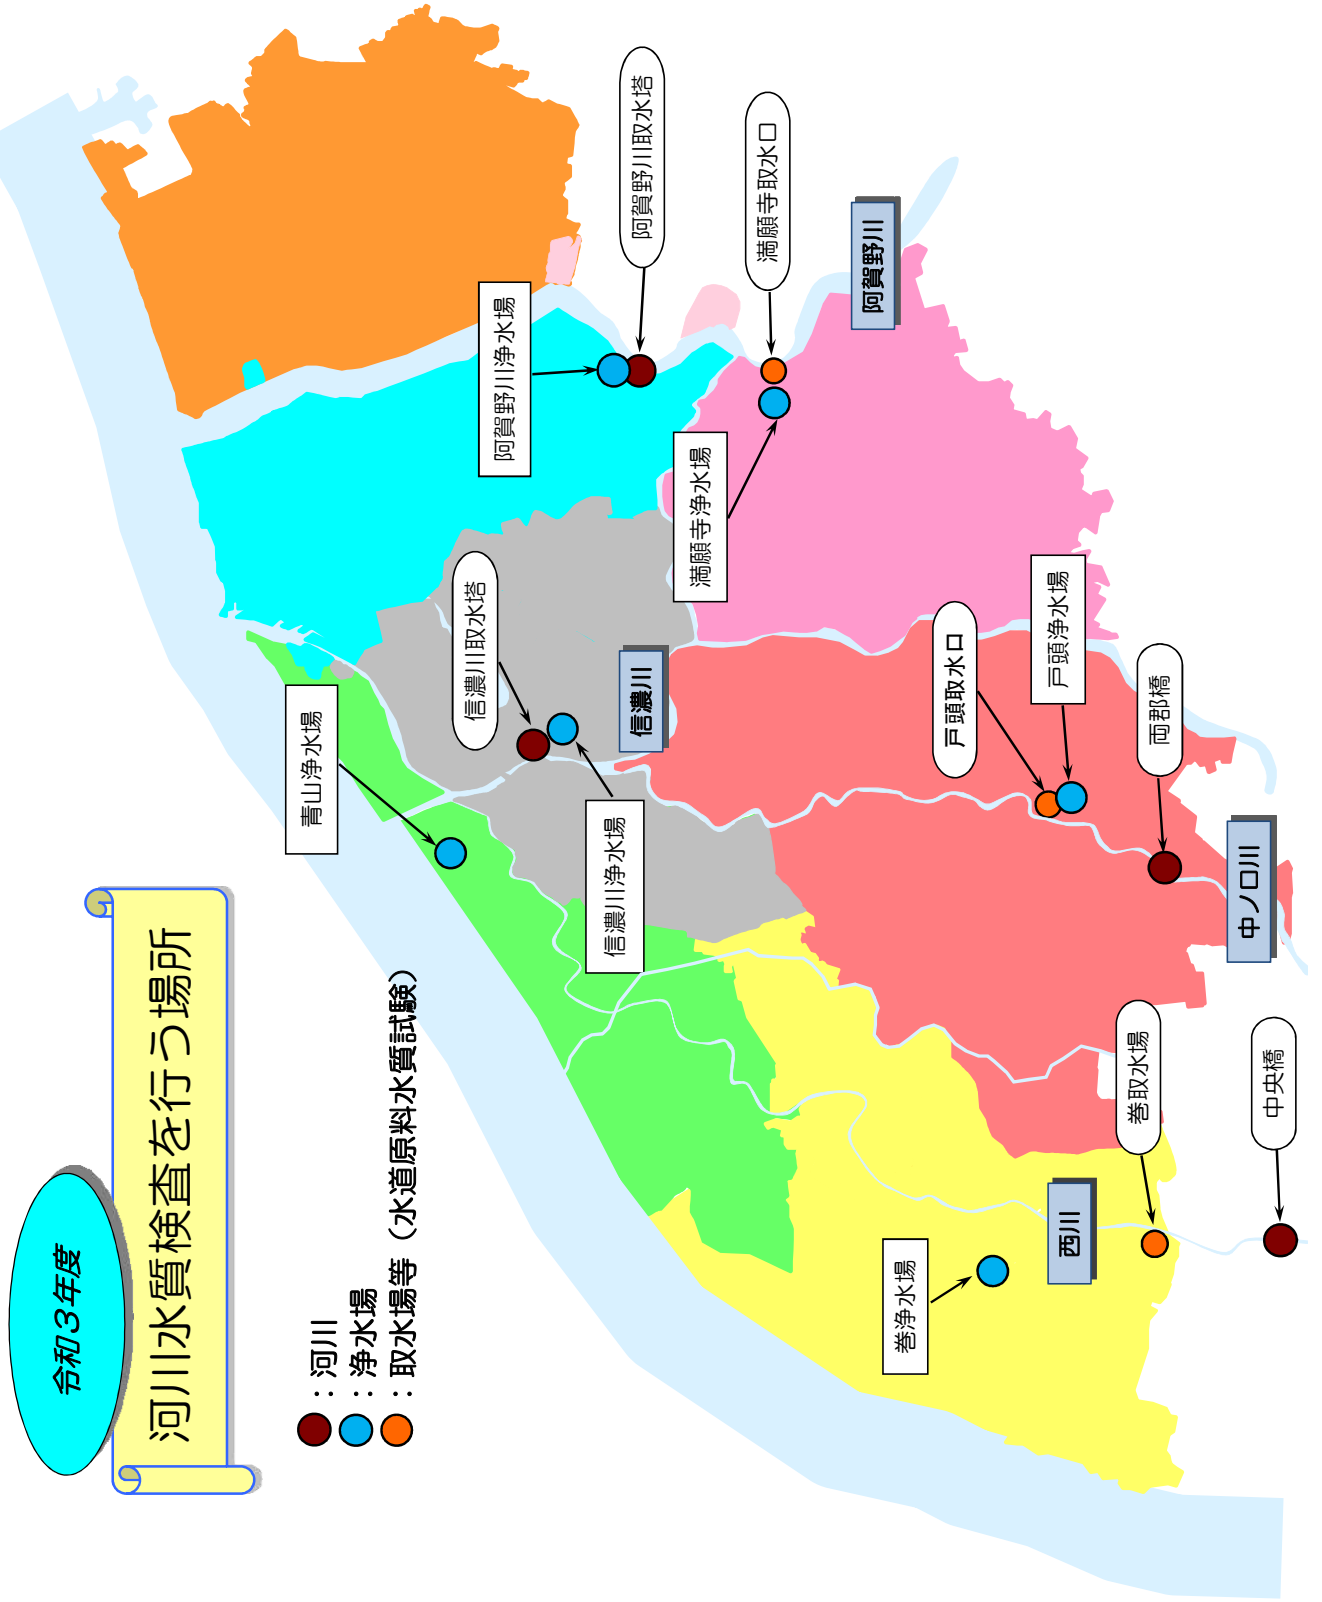 令和3年度
河川水質検査を行う場所
：河川
：浄水場
：取水場等（水道原料水質試験）
青山浄水場
信濃川取水塔
信濃川浄水場
信濃川
阿賀野川浄水場
阿賀野川取水塔
満願寺取水口
満願寺浄水場
阿賀野川
戸頭取水口
戸頭浄水場
両郡橋
中ノ口川
巻取水場
中央橋
西川
巻浄水場